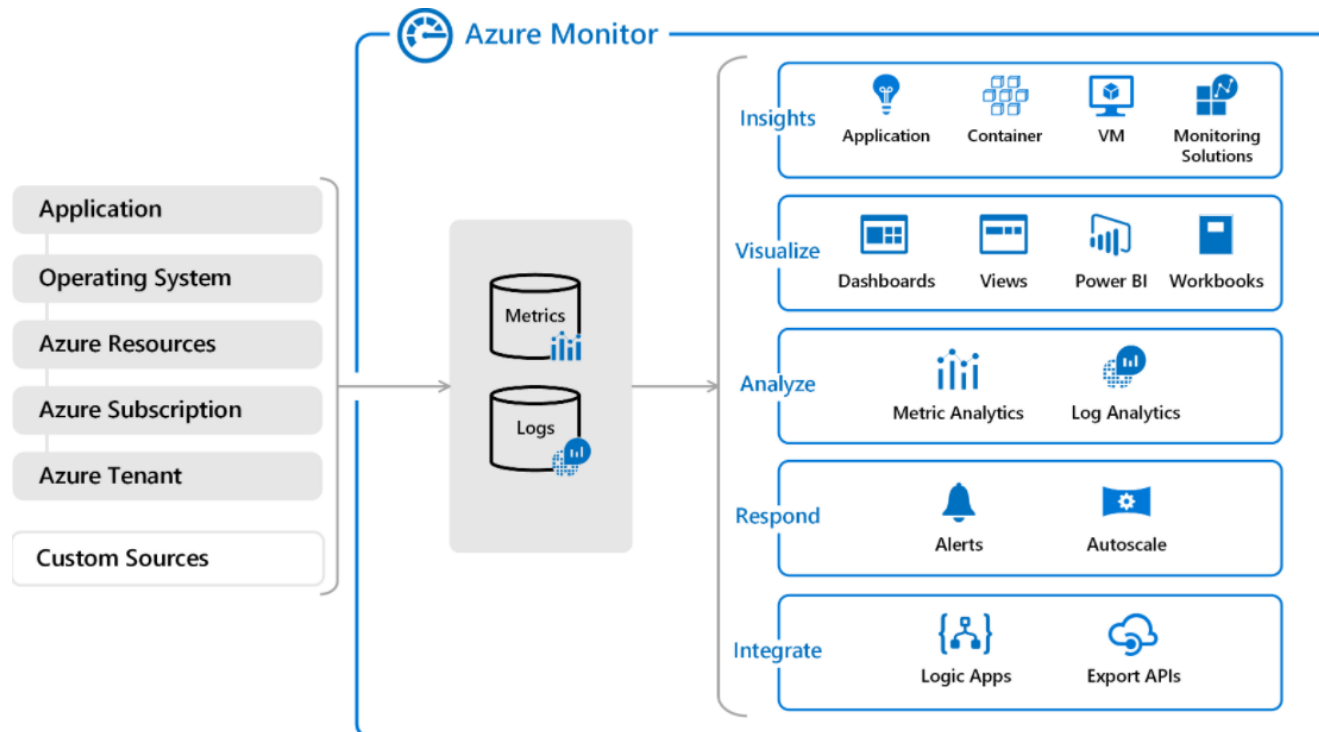 Azure Monitor
Application
Operating System
Azure Resources
Azure Subscription
Azure Tenant
Custom Sources
Metrics
Logs
Insights
Application
Container
VM
Monitoring
Solutions
Visualize
Dashboards
Views
Power BI
Workbooks
Analyze
Metric Analytics
Log Analytics
Respond
Alerts
Autoscale
Integrate
Logic Apps
Export APIs